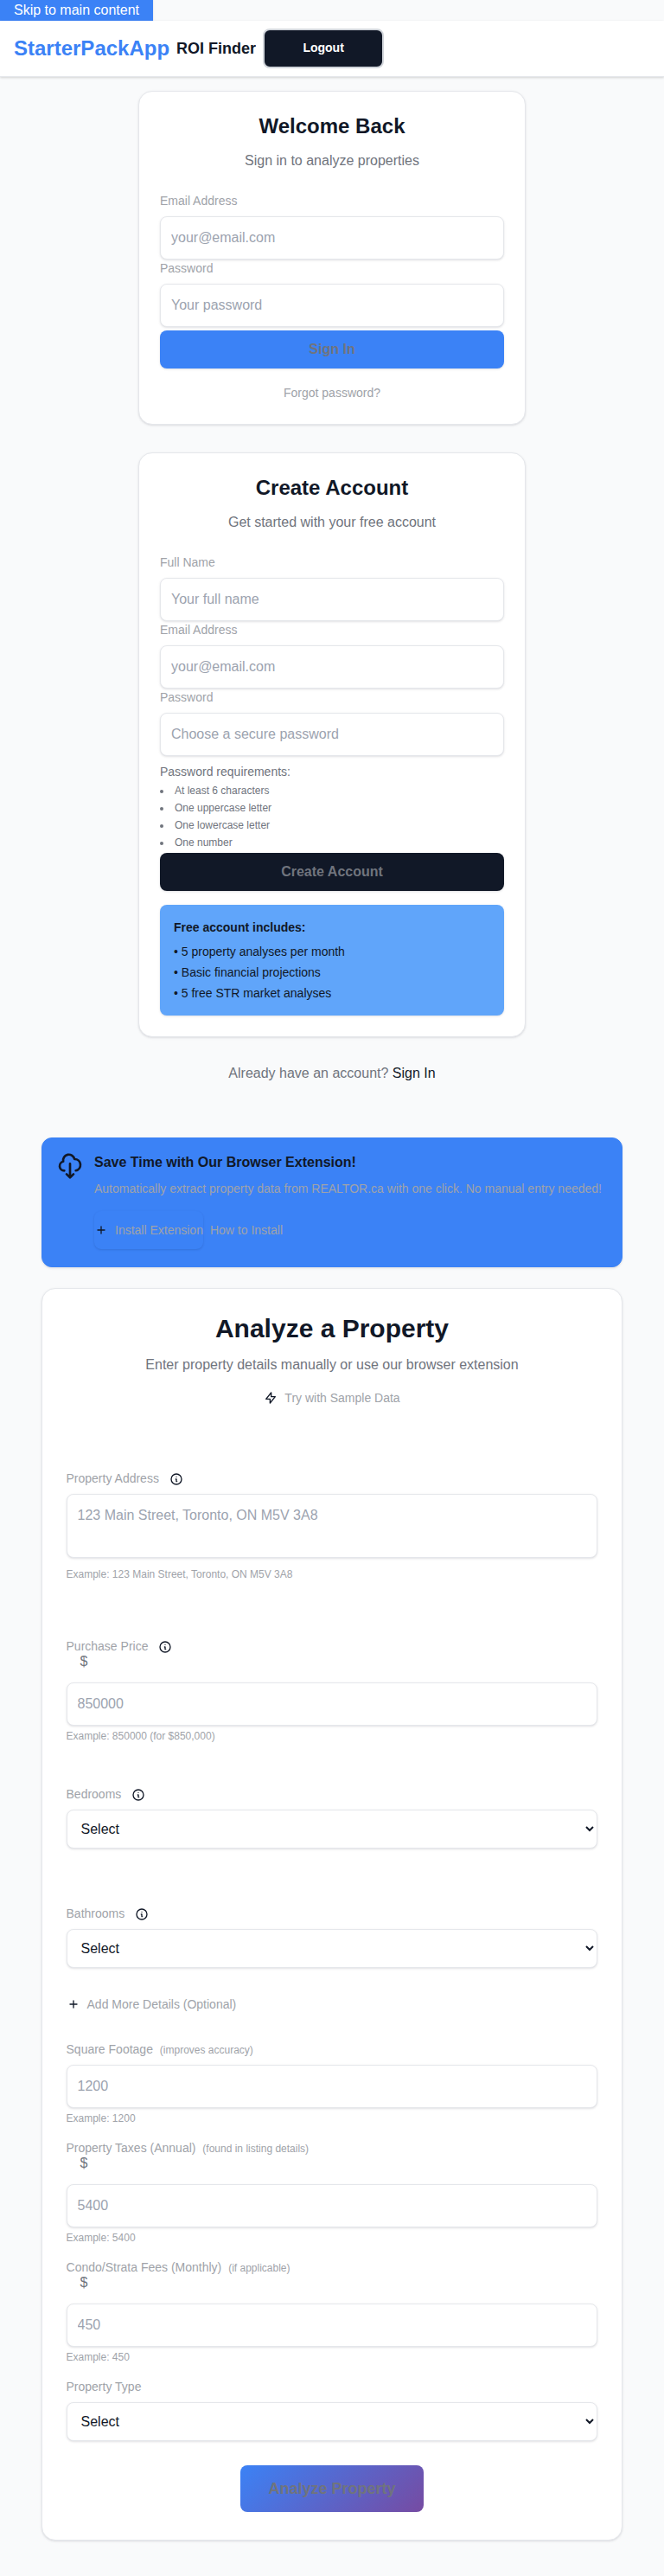 Skip to main content
StarterPackApp ROI Finder Logout
Welcome Back
Sign in to analyze properties
Email Address
your@email.com
Password
Your password
Sign In
Forgot password?
Create Account
Get started with your free account
Full Name
Your full name
Email Address
your@email.com
Password
Choose a secure password
Password requirements:
• At least 6 characters
• One uppercase letter
• One lowercase letter
• One number
Create Account
Free account includes:
• 5 property analyses per month
• Basic financial projections
• 5 free STR market analyses
Already have an account? Sign In
Save Time with Our Browser Extension!
Automatically extract property data from REALTOR.ca with one click. No manual entry needed!
Install Extension How to Install
Analyze a Property
Enter property details manually or use our browser extension
Try with Sample Data
Property Address
123 Main Street, Toronto, ON M5V 3A8
Example: 123 Main Street, Toronto, ON M5V 3A8
Purchase Price
$
850000
Example: 850000 (for $850,000)
Bedrooms
Select
Bathrooms
Select
Add More Details (Optional)
Square Footage (improves accuracy)
1200
Example: 1200
Property Taxes (Annual) (found in listing details)
$
5400
Example: 5400
Condo/Strata Fees (Monthly) (if applicable)
$
450
Example: 450
Property Type
Select
Analyze Property